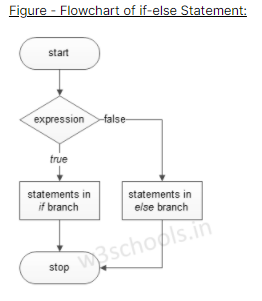 Figure - Flowchart of if-else Statement:
start
expression
false
true
statements in
if branch
statements in
else branch
stop
w3schools.in